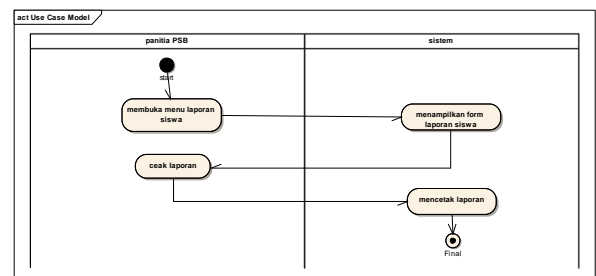 act Use Case Model
panitia PSB
sistem
start
membuka menu laporan
siswa
menampilkan form
laporan siswa
ceak laporan
mencetak laporan
Final